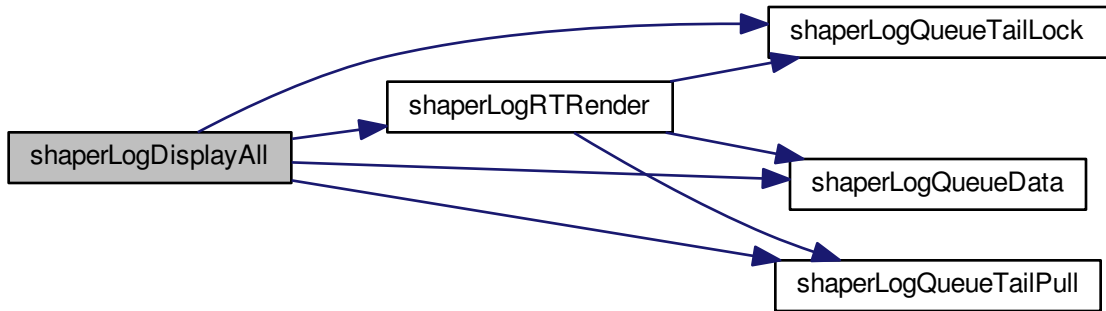 shaperLogDisplayAll
shaperLogRTRender
shaperLogQueueTailLock
shaperLogQueueData
shaperLogQueueTailPull